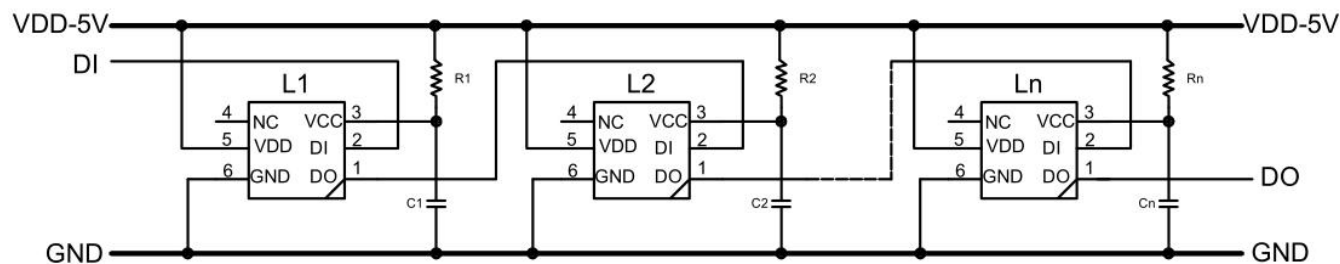 VDD-5V VDD-5V
DI
L1 R1 L2 R2 Ln Rn
4 NC VCC 3 4 NC VCC 3 4 NC VCC 3
5 VDD DI 2 5 VDD DI 2 5 VDD DI 2
6 GND DO 1 6 GND DO 1 6 GND DO 1 DO
C1 C2 Cn
GND GND